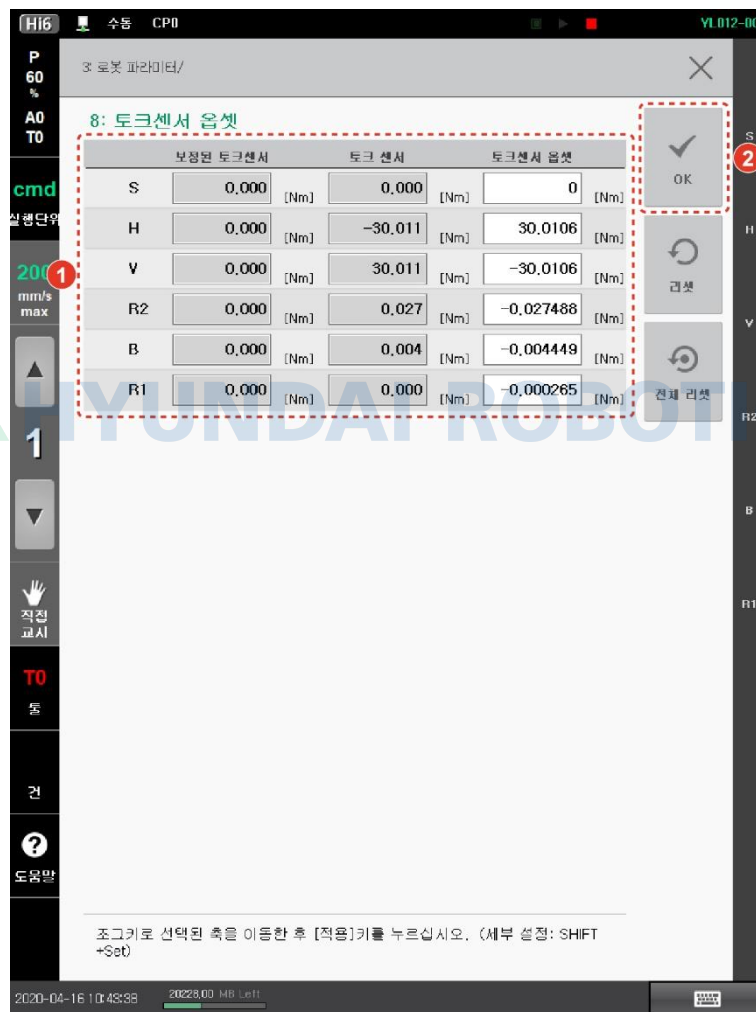 Hi6 수동 CP0 YL012-00
P
60
%
A0
T0
cmd
실행단위
200
mm/s
max
1
직접
교시
T0
툴
건
도움말
3: 로봇 파라미터/
8: 토크센서 옵셋
보정된 토크센서 토크 센서 토크센서 옵셋
S 0.000 [Nm] 0.000 [Nm] 0 [Nm]
H 0.000 [Nm] -30.011 [Nm] 30.0106 [Nm]
V 0.000 [Nm] 30.011 [Nm] -30.0106 [Nm]
R2 0.000 [Nm] 0.027 [Nm] -0.027488 [Nm]
B 0.000 [Nm] 0.004 [Nm] -0.004449 [Nm]
R1 0.000 [Nm] 0.000 [Nm] -0.000265 [Nm]
1
2
OK
리셋
전체 리셋
S
H
V
R2
B
R1
HYUNDAI ROBOTI
조그키로 선택된 축을 이동한 후 [적용]키를 누르십시오. (세부 설정: SHIFT
+Set)
2020-04-16 10:43:38 20228.00 MB Left